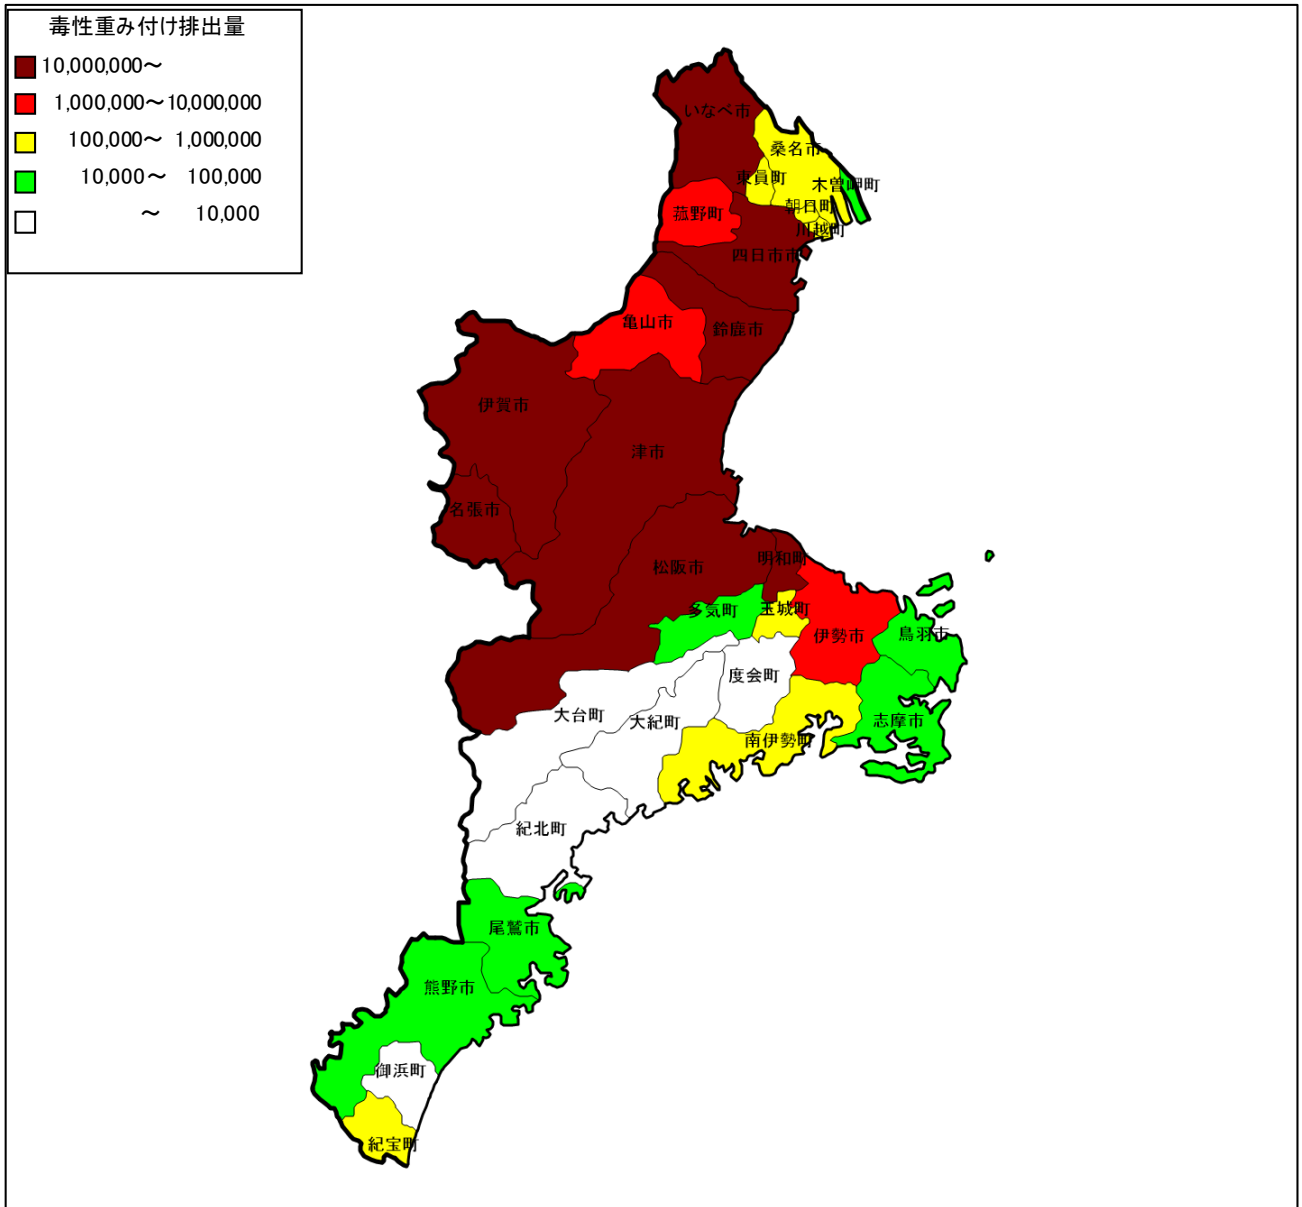 毒性重み付け排出量
10,000,000～
1,000,000～10,000,000
100,000～ 1,000,000
10,000～ 100,000
～ 10,000
いなべ市
桑名市
東員町
木曽岬町
朝日町
菰野町
川越町
四日市市
亀山市
鈴鹿市
伊賀市
津市
名張市
明和町
松阪市
多気町
玉城町
伊勢市
鳥羽市
度会町
大台町
大紀町
志摩市
南伊勢町
紀北町
尾鷲市
熊野市
御浜町
紀宝町